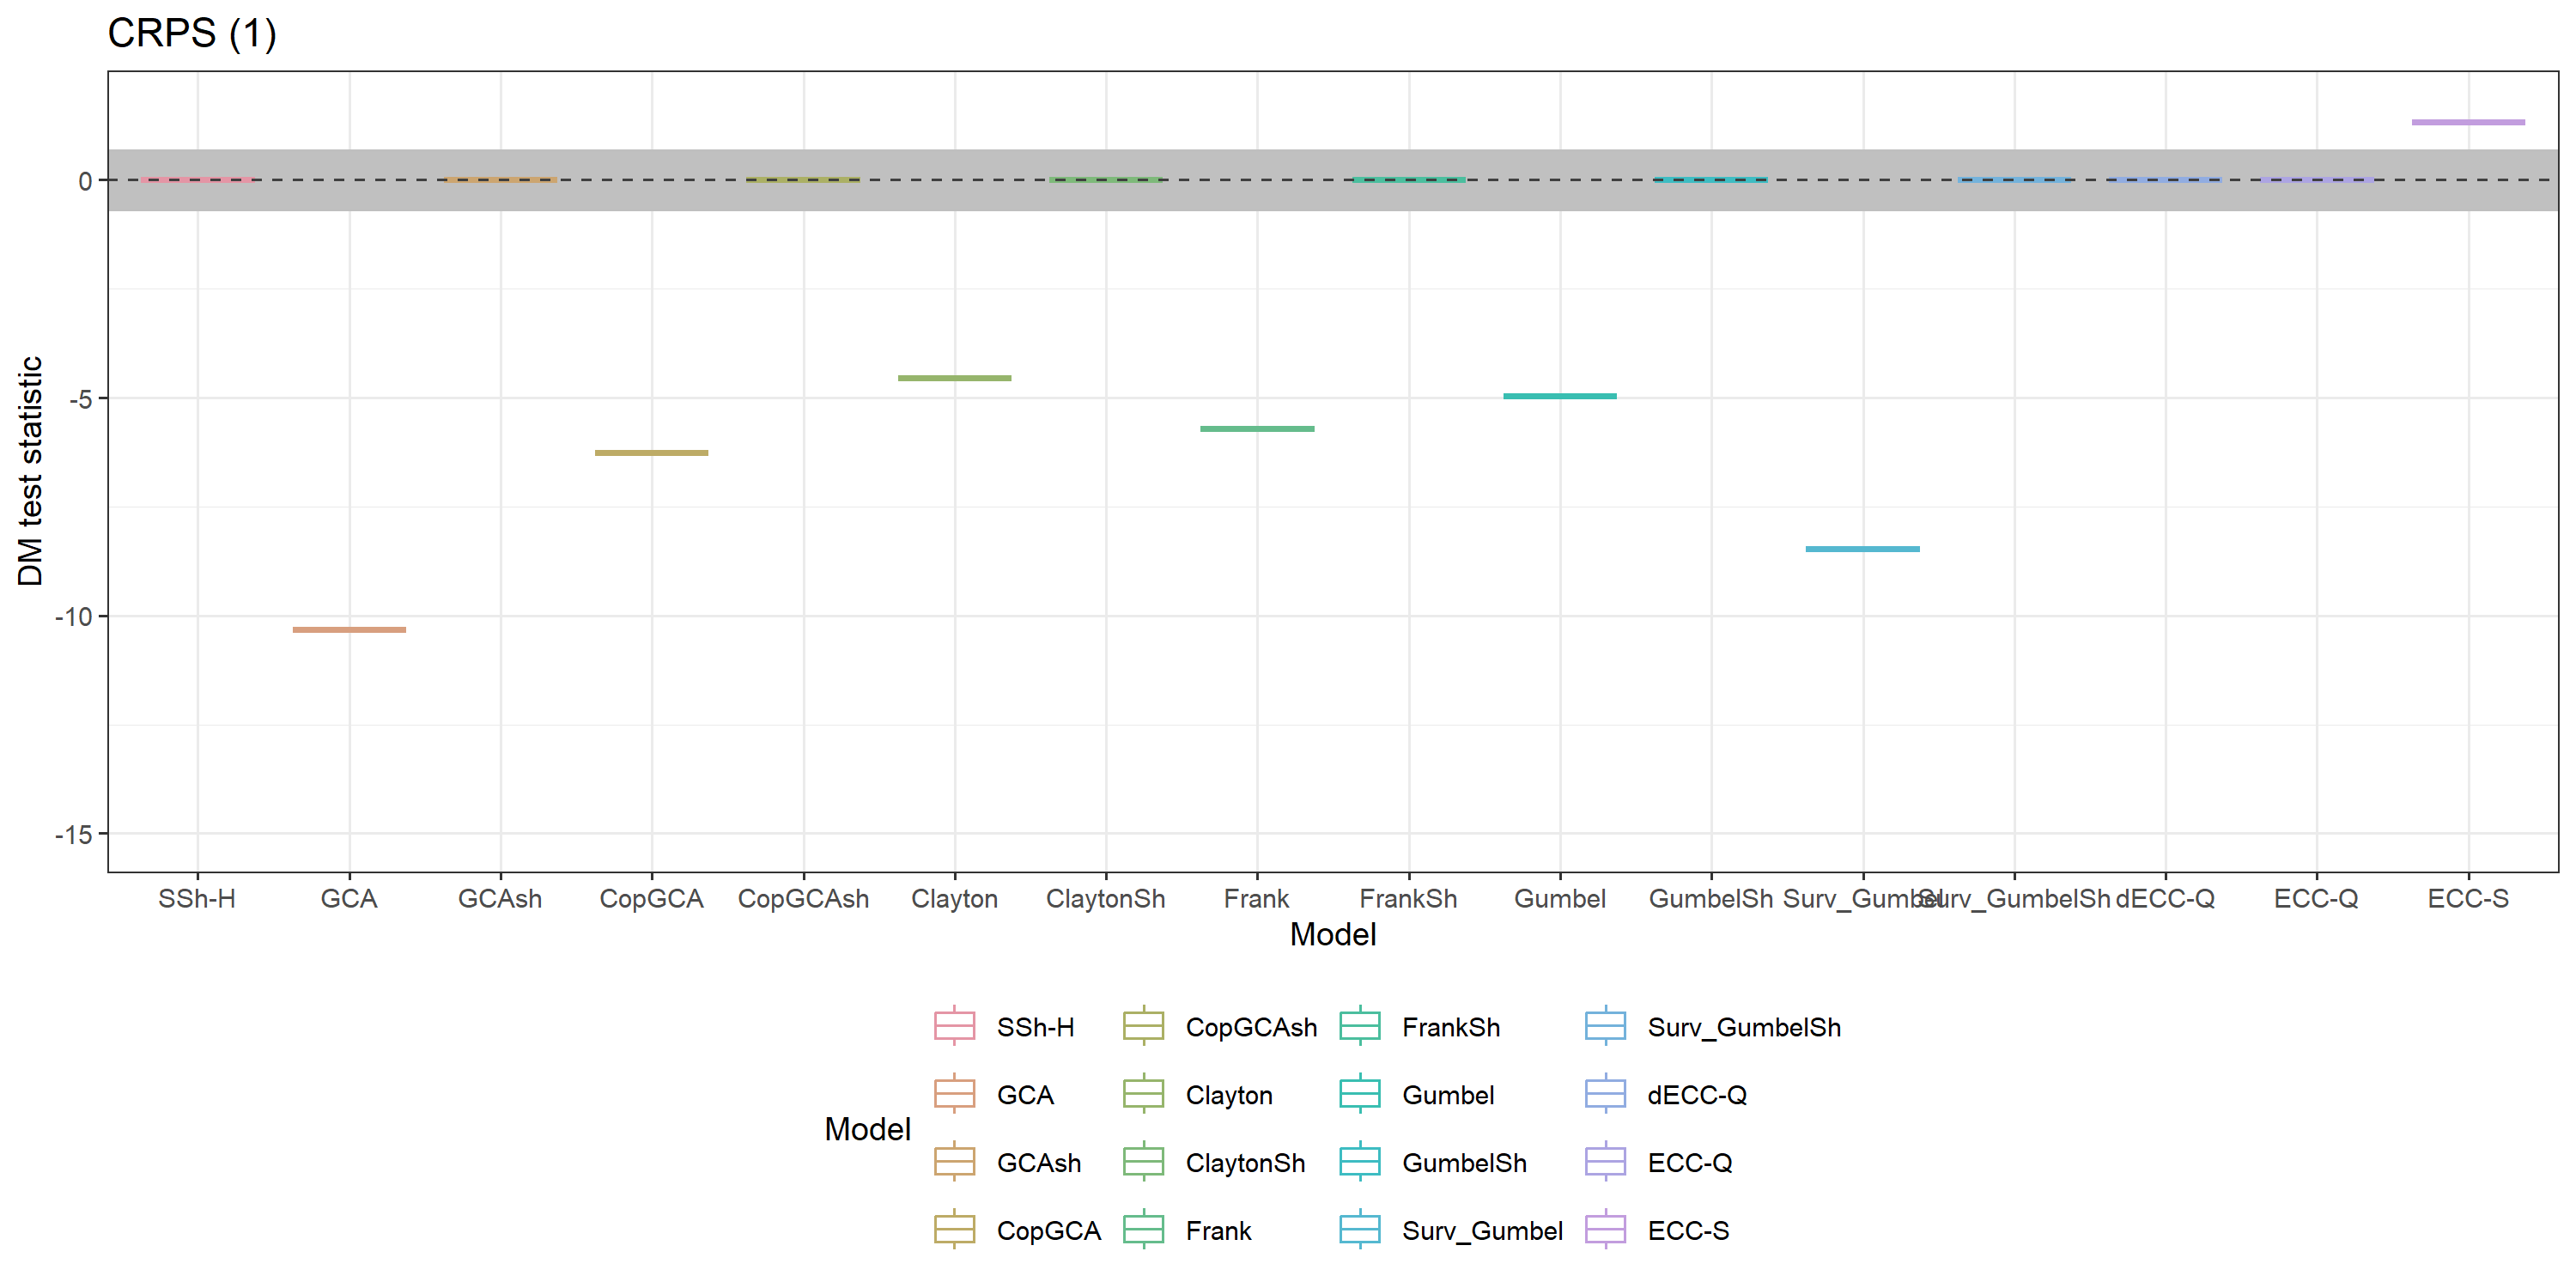 CRPS (1)
DM test statistic
0
-5
-10
-15
SSh-H GCA GCAsh CopGCA CopGCAsh Clayton ClaytonSh Frank FrankSh Gumbel GumbelSh Surv_Gumbel Surv_GumbelSh dECC-Q ECC-Q ECC-S
Model
Model
SSh-H CopGCAsh FrankSh Surv_GumbelSh
GCA Clayton Gumbel dECC-Q
GCAsh ClaytonSh GumbelSh ECC-Q
CopGCA Frank Surv_Gumbel ECC-S